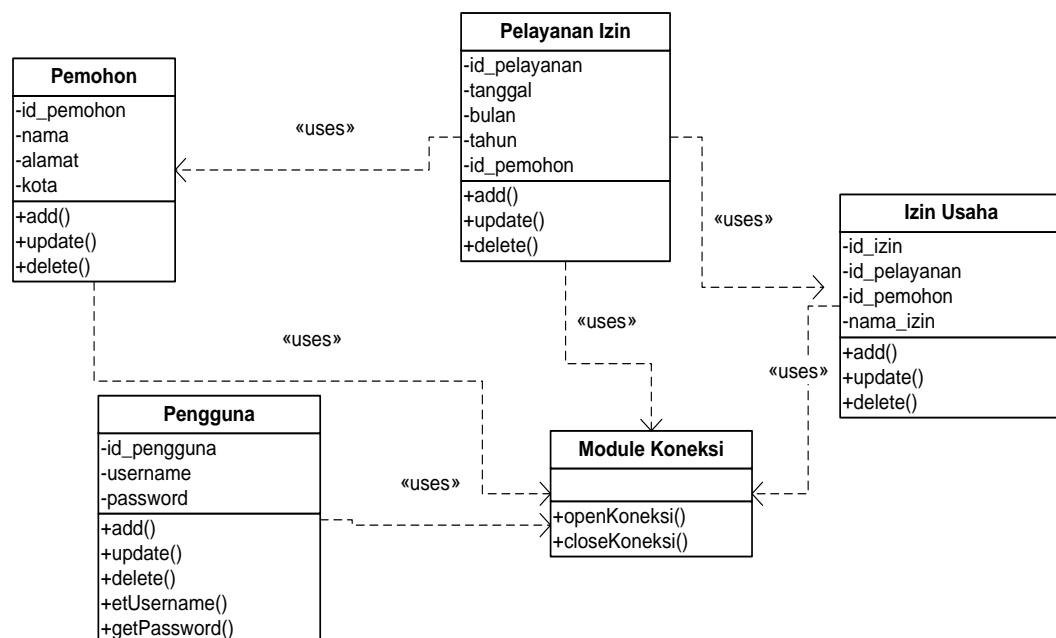 Pelayanan Izin
-id_pelayanan
-tanggal
-bulan
-tahun
-id_pemohon
+add()
+update()
+delete()
Pemohon
-id_pemohon
-nama
-alamat
-kota
+add()
+update()
+delete()
«uses»
«uses»
Izin Usaha
-id_izin
-id_pelayanan
-id_pemohon
-nama_izin
+add()
+update()
+delete()
«uses»
«uses»
«uses»
Pengguna
-id_pengguna
-username
-password
+add()
+update()
+delete()
+etUsername()
+getPassword()
«uses»
Module Koneksi
+openKoneksi()
+closeKoneksi()